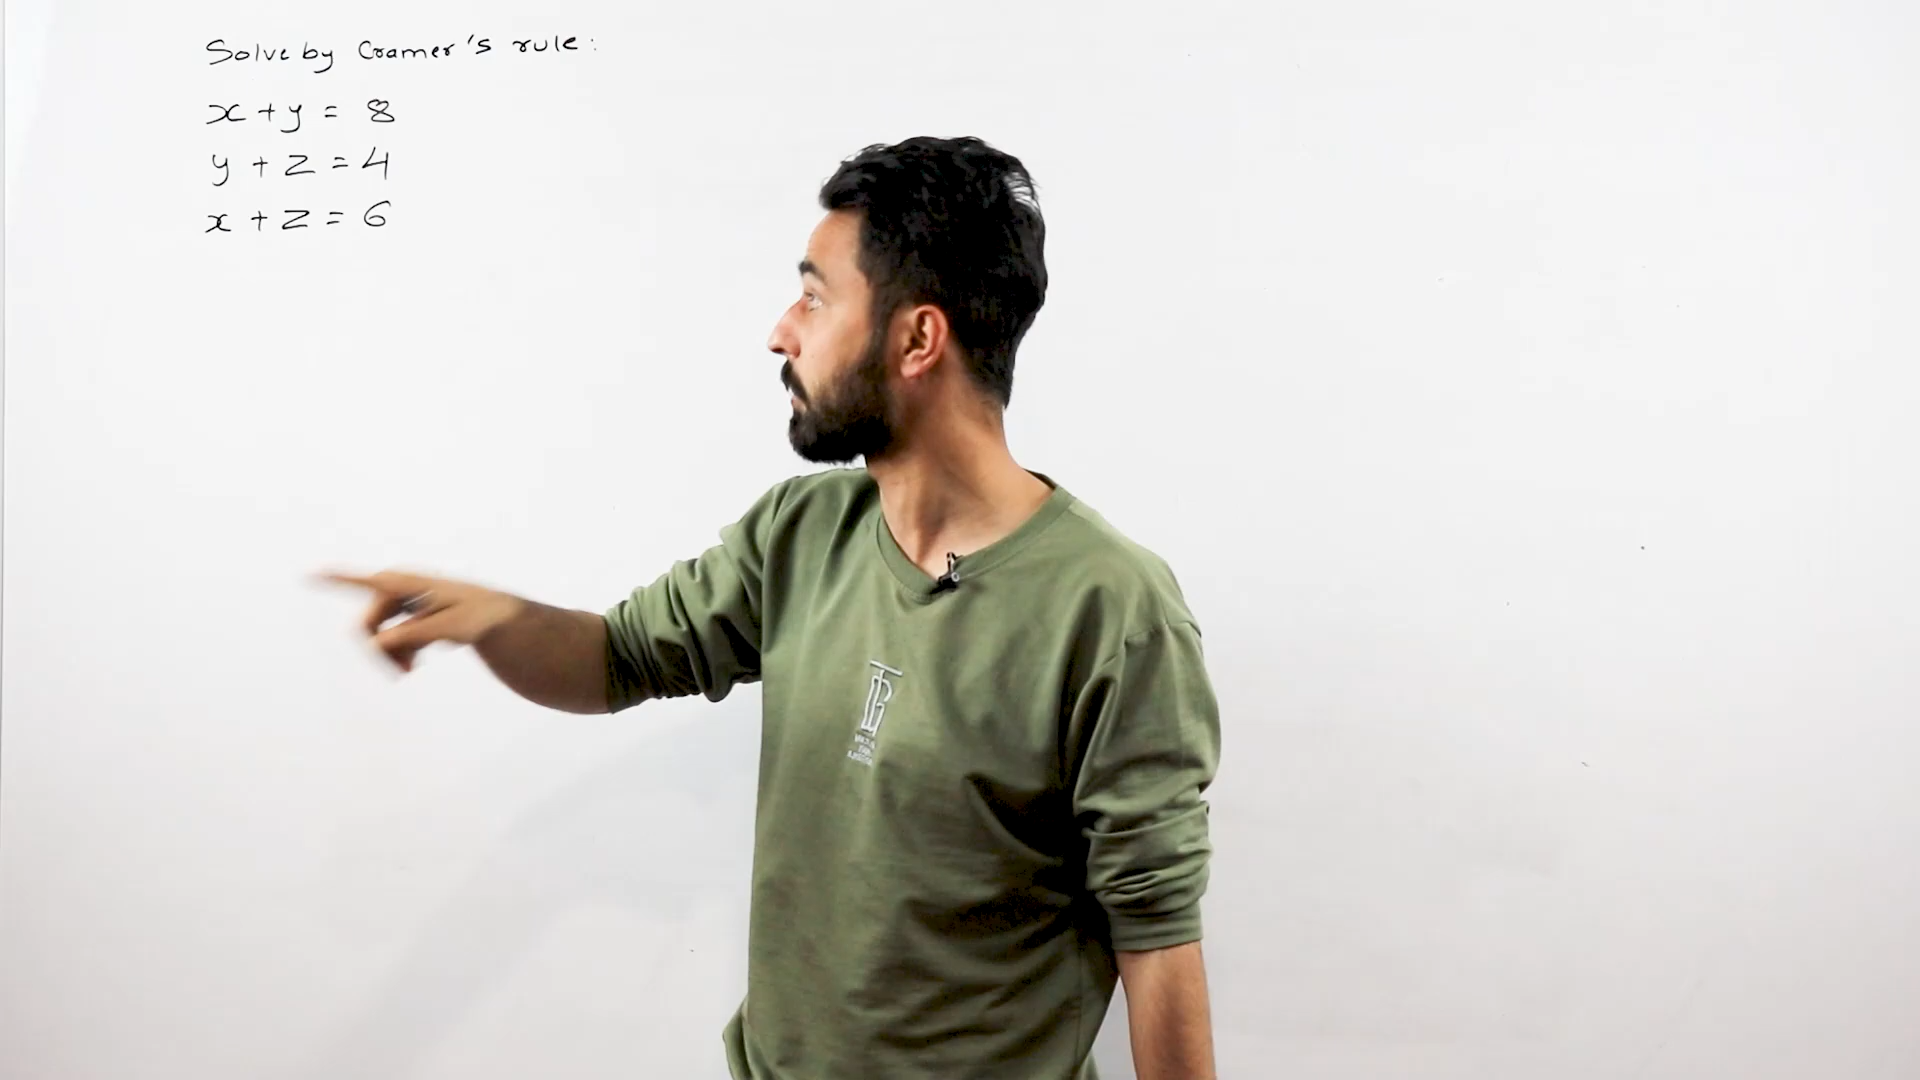 Solve by Cramer's rule:
x + y = 8
y + z = 4
x + z = 6